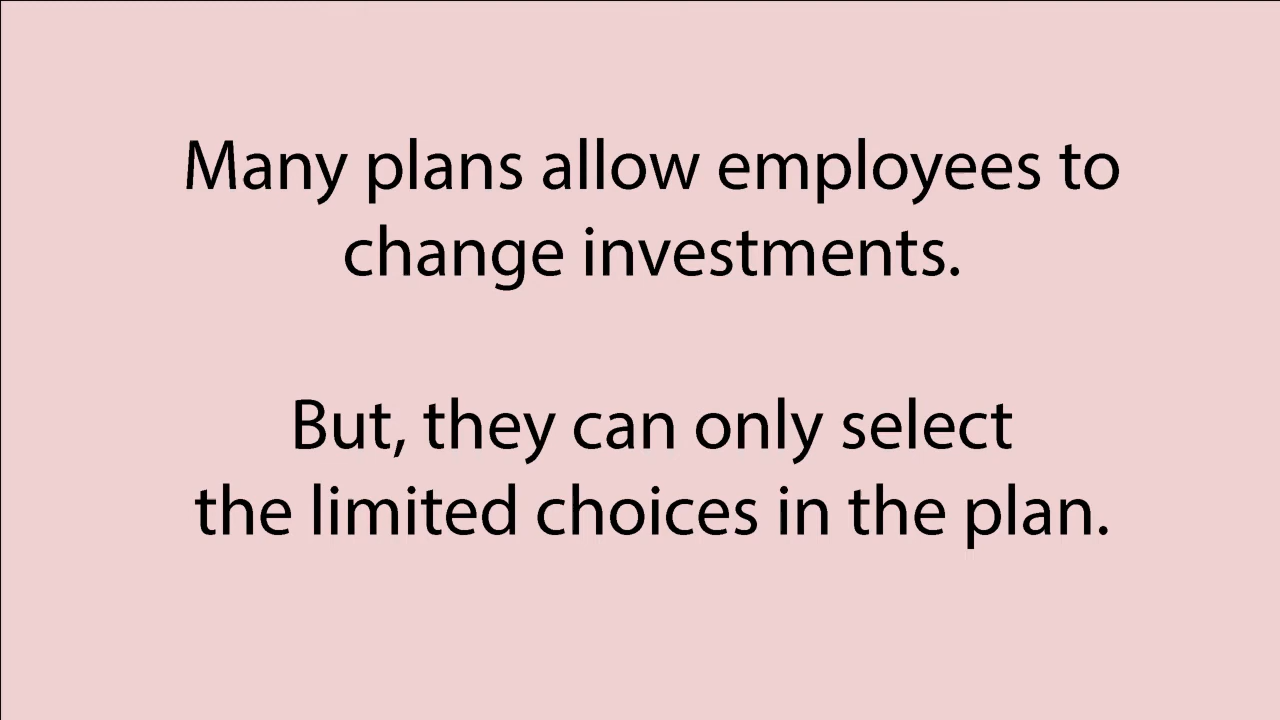 Many plans allow employees to
change investments.
But, they can only select
the limited choices in the plan.